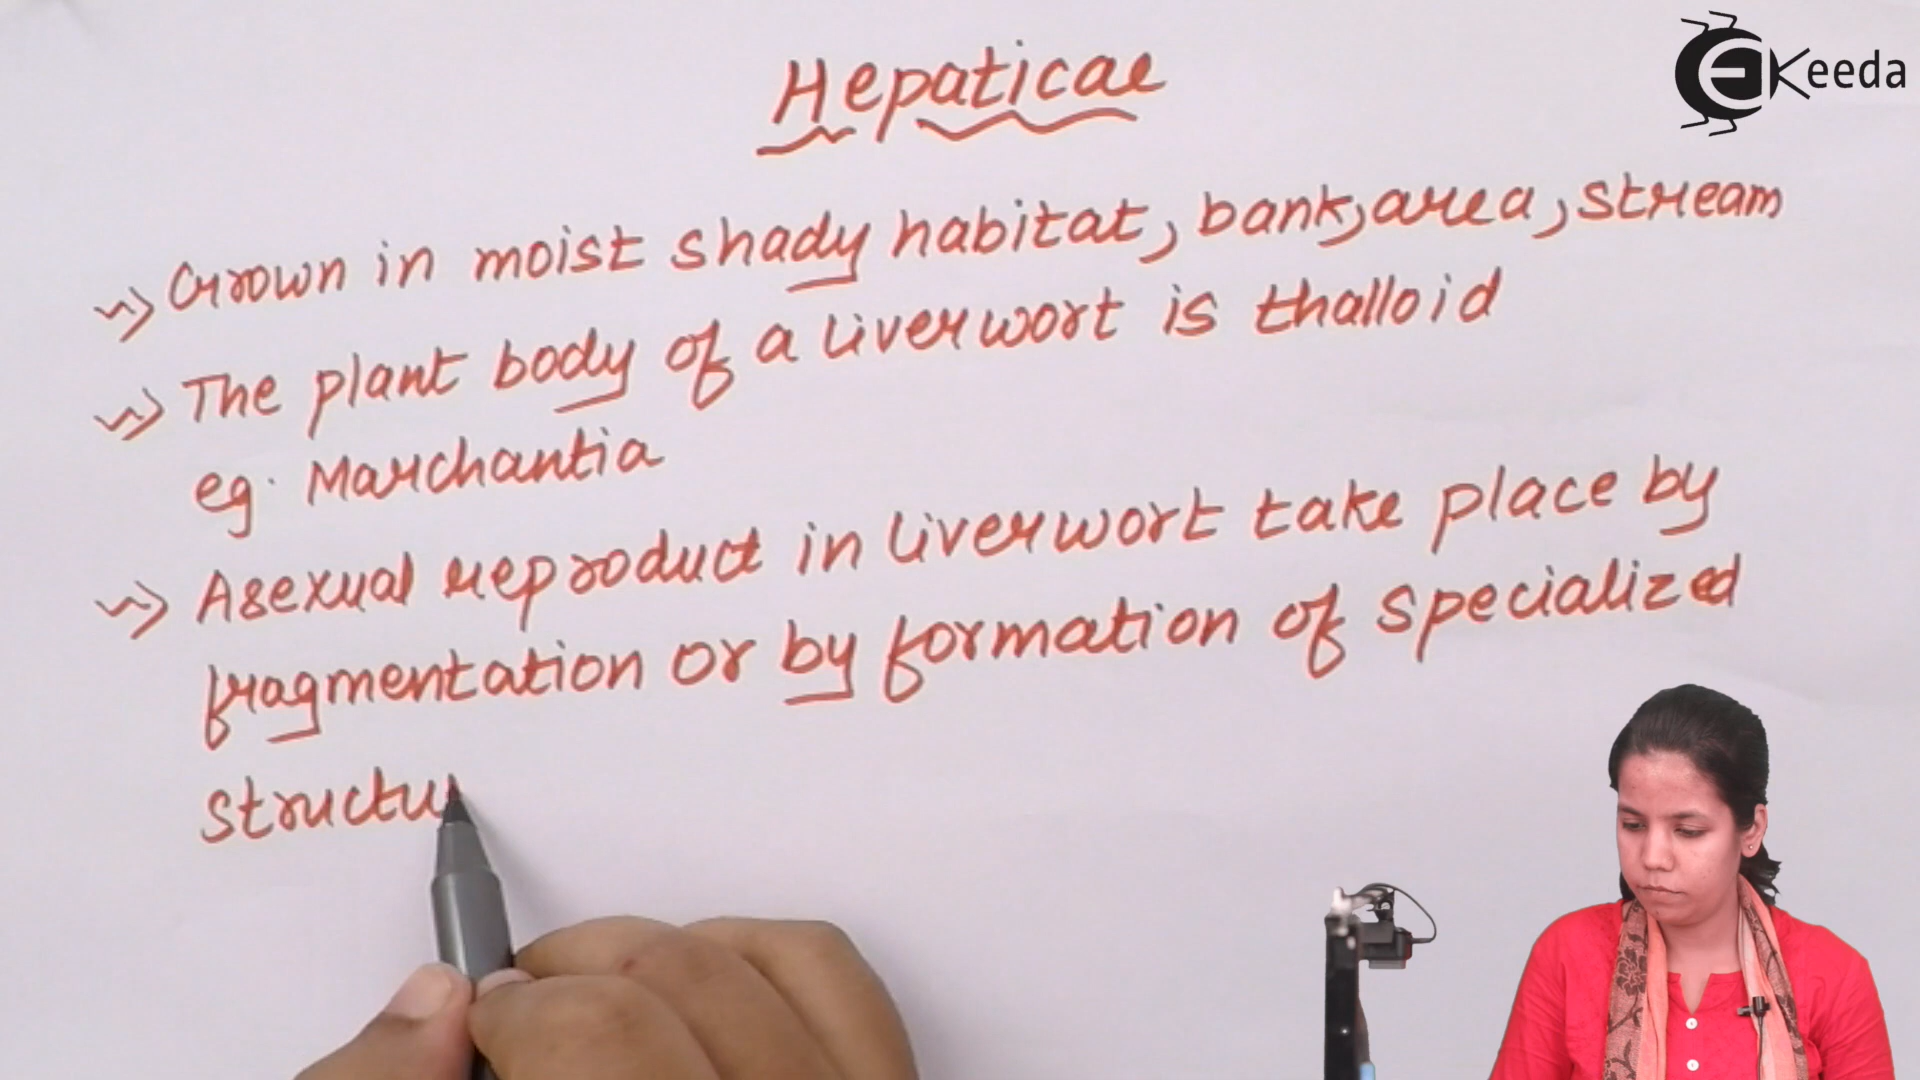 Hepaticae
EKeeda
Grown in moist shady habitat, bank, area, stream
The plant body of a liverwort is thalloid
eg. Marchantia
Asexual reproduct in liverwort take place by
fragmentation or by formation of specialized
Structu